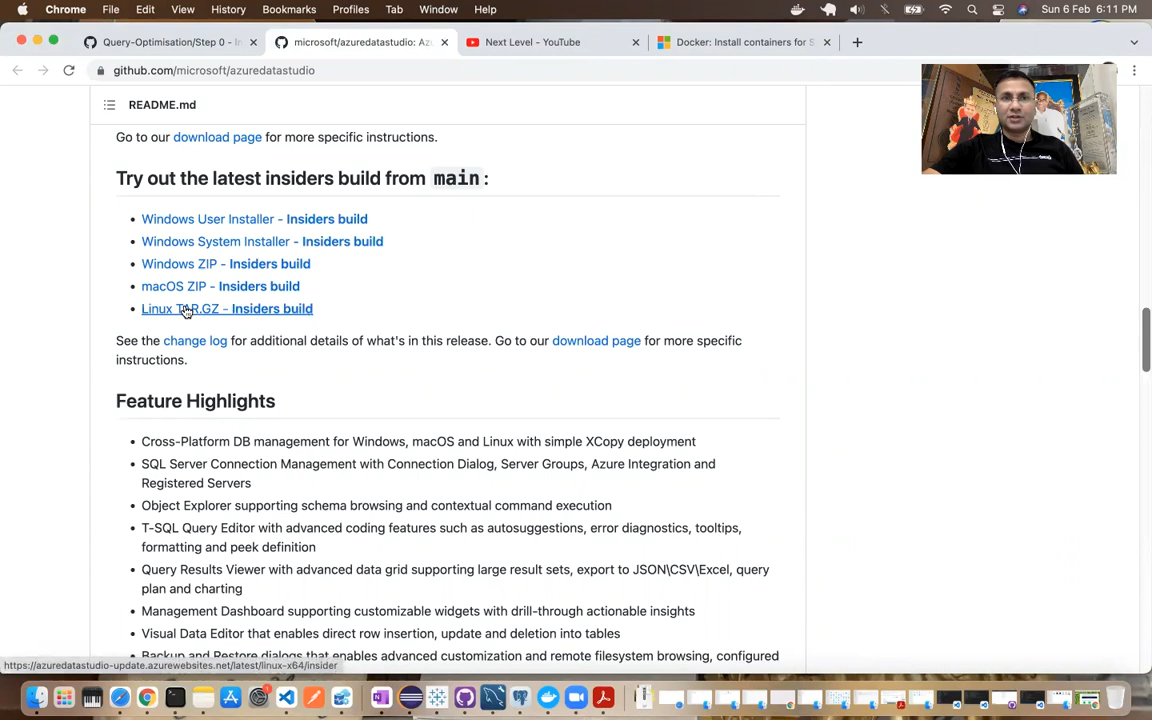 Chrome File Edit View History Bookmarks Profiles Tab Window Help Sun 6 Feb 6:11 PM
Query-Optimisation/Step 0 - In
microsoft/azuredatastudio: Az
Next Level - YouTube
Docker: Install containers for S
github.com/microsoft/azuredatastudio
README.md
Go to our download page for more specific instructions.
Try out the latest insiders build from main:
• Windows User Installer - Insiders build
• Windows System Installer - Insiders build
• Windows ZIP - Insiders build
• macOS ZIP - Insiders build
• Linux TAR.GZ - Insiders build
See the change log for additional details of what's in this release. Go to our download page for more specific
instructions.
Feature Highlights
• Cross-Platform DB management for Windows, macOS and Linux with simple XCopy deployment
• SQL Server Connection Management with Connection Dialog, Server Groups, Azure Integration and
Registered Servers
• Object Explorer supporting schema browsing and contextual command execution
• T-SQL Query Editor with advanced coding features such as autosuggestions, error diagnostics, tooltips,
formatting and peek definition
• Query Results Viewer with advanced data grid supporting large result sets, export to JSON\CSV\Excel, query
plan and charting
• Management Dashboard supporting customizable widgets with drill-through actionable insights
• Visual Data Editor that enables direct row insertion, update and deletion into tables
• Backup and Restore dialogs that enables advanced customization and remote filesystem browsing, configured
https://azuredatastudio-update.azurewebsites.net/latest/linux-x64/insider